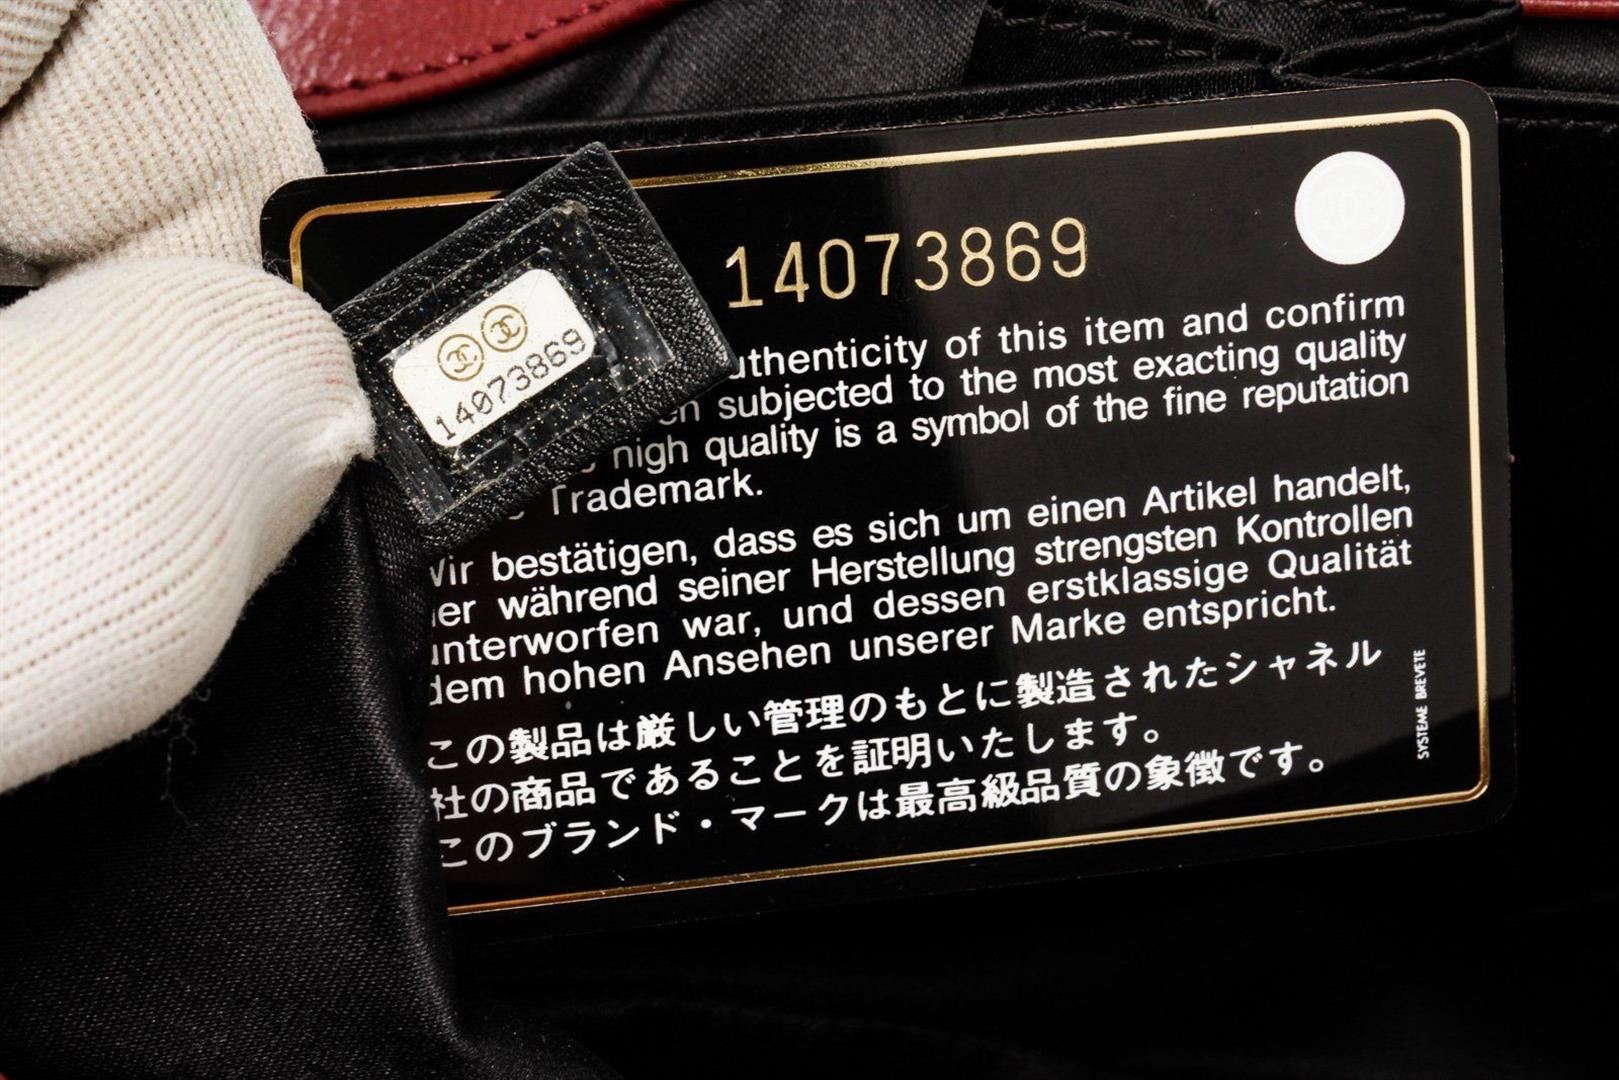 14073869
14073869
of this item and confirm
subjected to the most exacting quality
high quality is a symbol of the fine reputation
Trademark.
Wir bestätigen, dass es sich um einen Artikel handelt,
der während seiner Herstellung strengsten Kontrollen
unterworfen war, und dessen erstklassige Qualität
dem hohen Ansehen unserer Marke entspricht.
この製品は厳しい管理のもとに製造されたシャネル
社の商品であることを証明いたします。
このブランド・マークは最高級品質の象徴です。
SYSTEME BREVETE